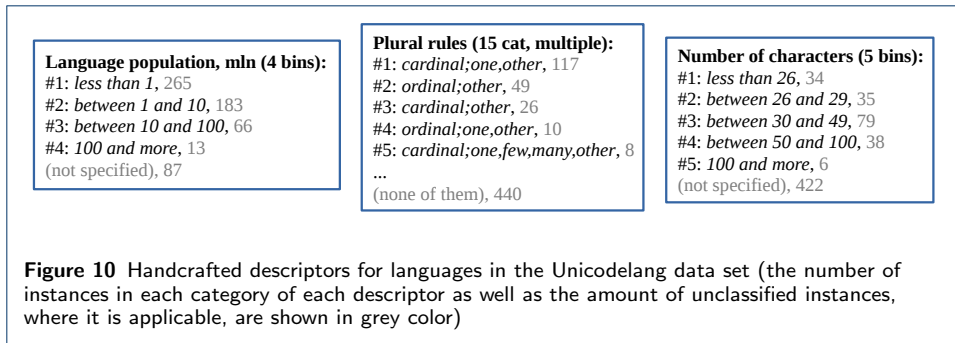 Language population, mln (4 bins):
#1: less than 1, 265
#2: between 1 and 10, 183
#3: between 10 and 100, 66
#4: 100 and more, 13
(not specified), 87
Plural rules (15 cat, multiple):
#1: cardinal;one,other, 117
#2: ordinal;other, 49
#3: cardinal;other, 26
#4: ordinal;one,other, 10
#5: cardinal;one,few,many,other, 8
...
(none of them), 440
Number of characters (5 bins):
#1: less than 26, 34
#2: between 26 and 29, 35
#3: between 30 and 49, 79
#4: between 50 and 100, 38
#5: 100 and more, 6
(not specified), 422
Figure 10 Handcrafted descriptors for languages in the Unicodelang data set (the number of
instances in each category of each descriptor as well as the amount of unclassified instances,
where it is applicable, are shown in grey color)